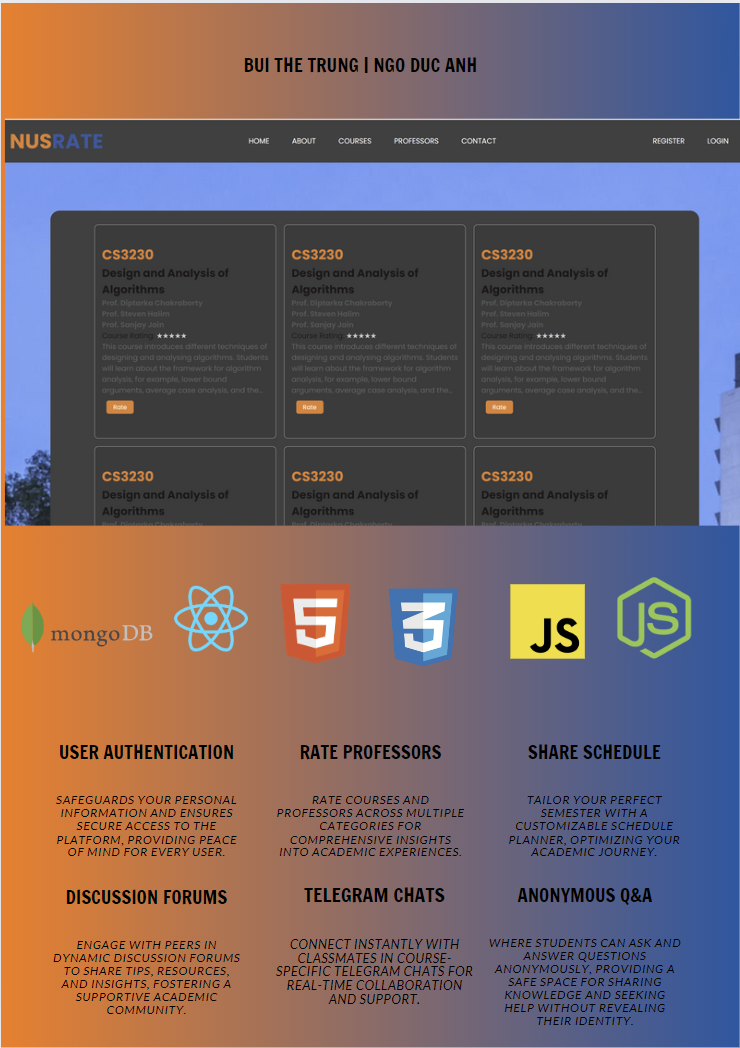 BUI THE TRUNG | NGO DUC ANH
NUSRATE HOME ABOUT COURSES PROFESSORS CONTACT REGISTER LOGIN
CS3230
Design and Analysis of
Algorithms
Prof. Diptarka Chakraborty
Prof. Steven Halim
Prof. Sanjay Jain
Course Rating: ★★★★★
This course introduces different techniques of
designing and analysing algorithms. Students
will learn about the framework for algorithm
analysis, for example, lower bound
arguments, average case analysis, and the...
Rate
CS3230
Design and Analysis of
Algorithms
Prof. Diptarka Chakraborty
Prof. Steven Halim
Prof. Sanjay Jain
Course Rating: ★★★★★
This course introduces different techniques of
designing and analysing algorithms. Students
will learn about the framework for algorithm
analysis, for example, lower bound
arguments, average case analysis, and the...
Rate
CS3230
Design and Analysis of
Algorithms
Prof. Diptarka Chakraborty
Prof. Steven Halim
Prof. Sanjay Jain
Course Rating: ★★★★★
This course introduces different techniques of
designing and analysing algorithms. Students
will learn about the framework for algorithm
analysis, for example, lower bound
arguments, average case analysis, and the...
Rate
CS3230
Design and Analysis of
Algorithms
Prof. Diptarka Chakraborty
CS3230
Design and Analysis of
Algorithms
Prof. Diptarka Chakraborty
CS3230
Design and Analysis of
Algorithms
Prof. Diptarka Chakraborty
mongoDB
5
3
JS
JS
USER AUTHENTICATION
SAFEGUARDS YOUR PERSONAL
INFORMATION AND ENSURES
SECURE ACCESS TO THE
PLATFORM, PROVIDING PEACE
OF MIND FOR EVERY USER.
RATE PROFESSORS
RATE COURSES AND
PROFESSORS ACROSS MULTIPLE
CATEGORIES FOR
COMPREHENSIVE INSIGHTS
INTO ACADEMIC EXPERIENCES.
SHARE SCHEDULE
TAILOR YOUR PERFECT
SEMESTER WITH A
CUSTOMIZABLE SCHEDULE
PLANNER, OPTIMIZING YOUR
ACADEMIC JOURNEY.
DISCUSSION FORUMS
ENGAGE WITH PEERS IN
DYNAMIC DISCUSSION FORUMS
TO SHARE TIPS, RESOURCES,
AND INSIGHTS, FOSTERING A
SUPPORTIVE ACADEMIC
COMMUNITY.
TELEGRAM CHATS
CONNECT INSTANTLY WITH
CLASSMATES IN COURSE-
SPECIFIC TELEGRAM CHATS FOR
REAL-TIME COLLABORATION
AND SUPPORT.
ANONYMOUS Q&A
WHERE STUDENTS CAN ASK AND
ANSWER QUESTIONS
ANONYMOUSLY, PROVIDING A
SAFE SPACE FOR SHARING
KNOWLEDGE AND SEEKING
HELP WITHOUT REVEALING
THEIR IDENTITY.